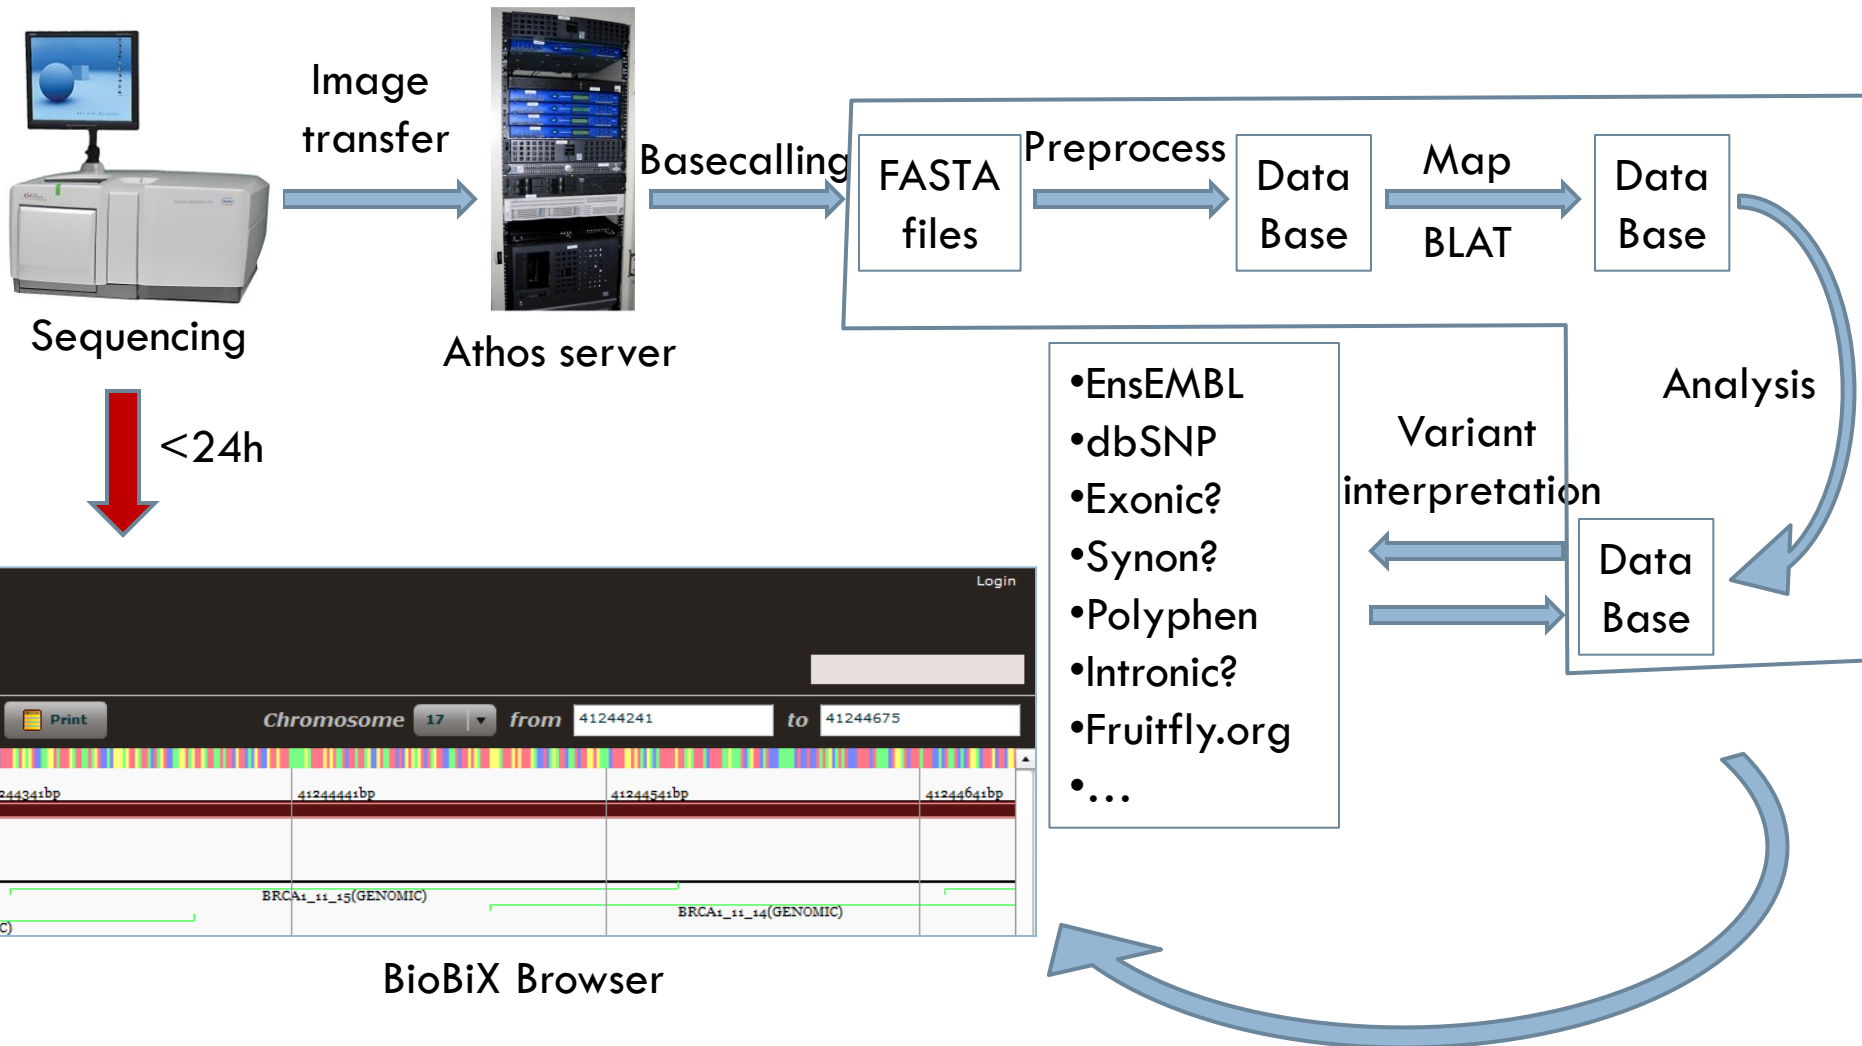 Image
transfer
Basecalling
FASTA
files
Preprocess
Data
Base
Map
BLAT
Data
Base
Sequencing
Athos server
Analysis
<24h
•EnsEMBL
•dbSNP
•Exonic?
•Synon?
•Polyphen
•Intronic?
•Fruitfly.org
•...
Variant
interpretation
Data
Base
Login
Print
Chromosome 17 from 41244241 to 41244675
244341bp 41244441bp 41244541bp 41244641bp
BRCA1_11_15(GENOMIC)
BRCA1_11_14(GENOMIC)
C)
BioBiX Browser